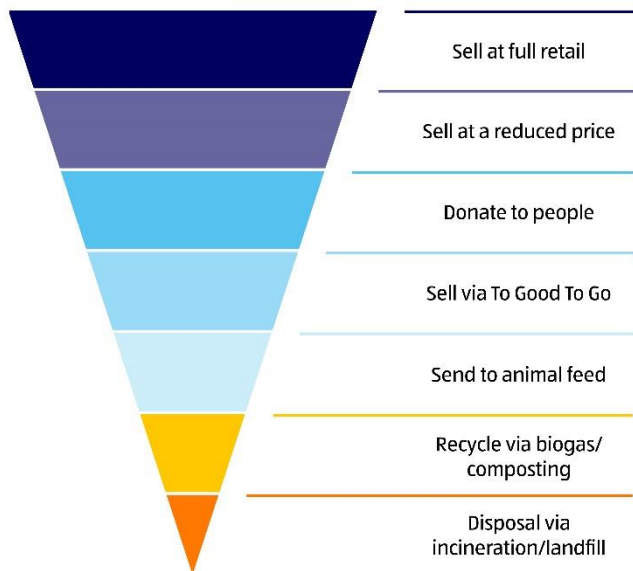 Sell at full retail
Sell at a reduced price
Donate to people
Sell via To Good To Go
Send to animal feed
Recycle via biogas/
composting
Disposal via
incineration/landfill